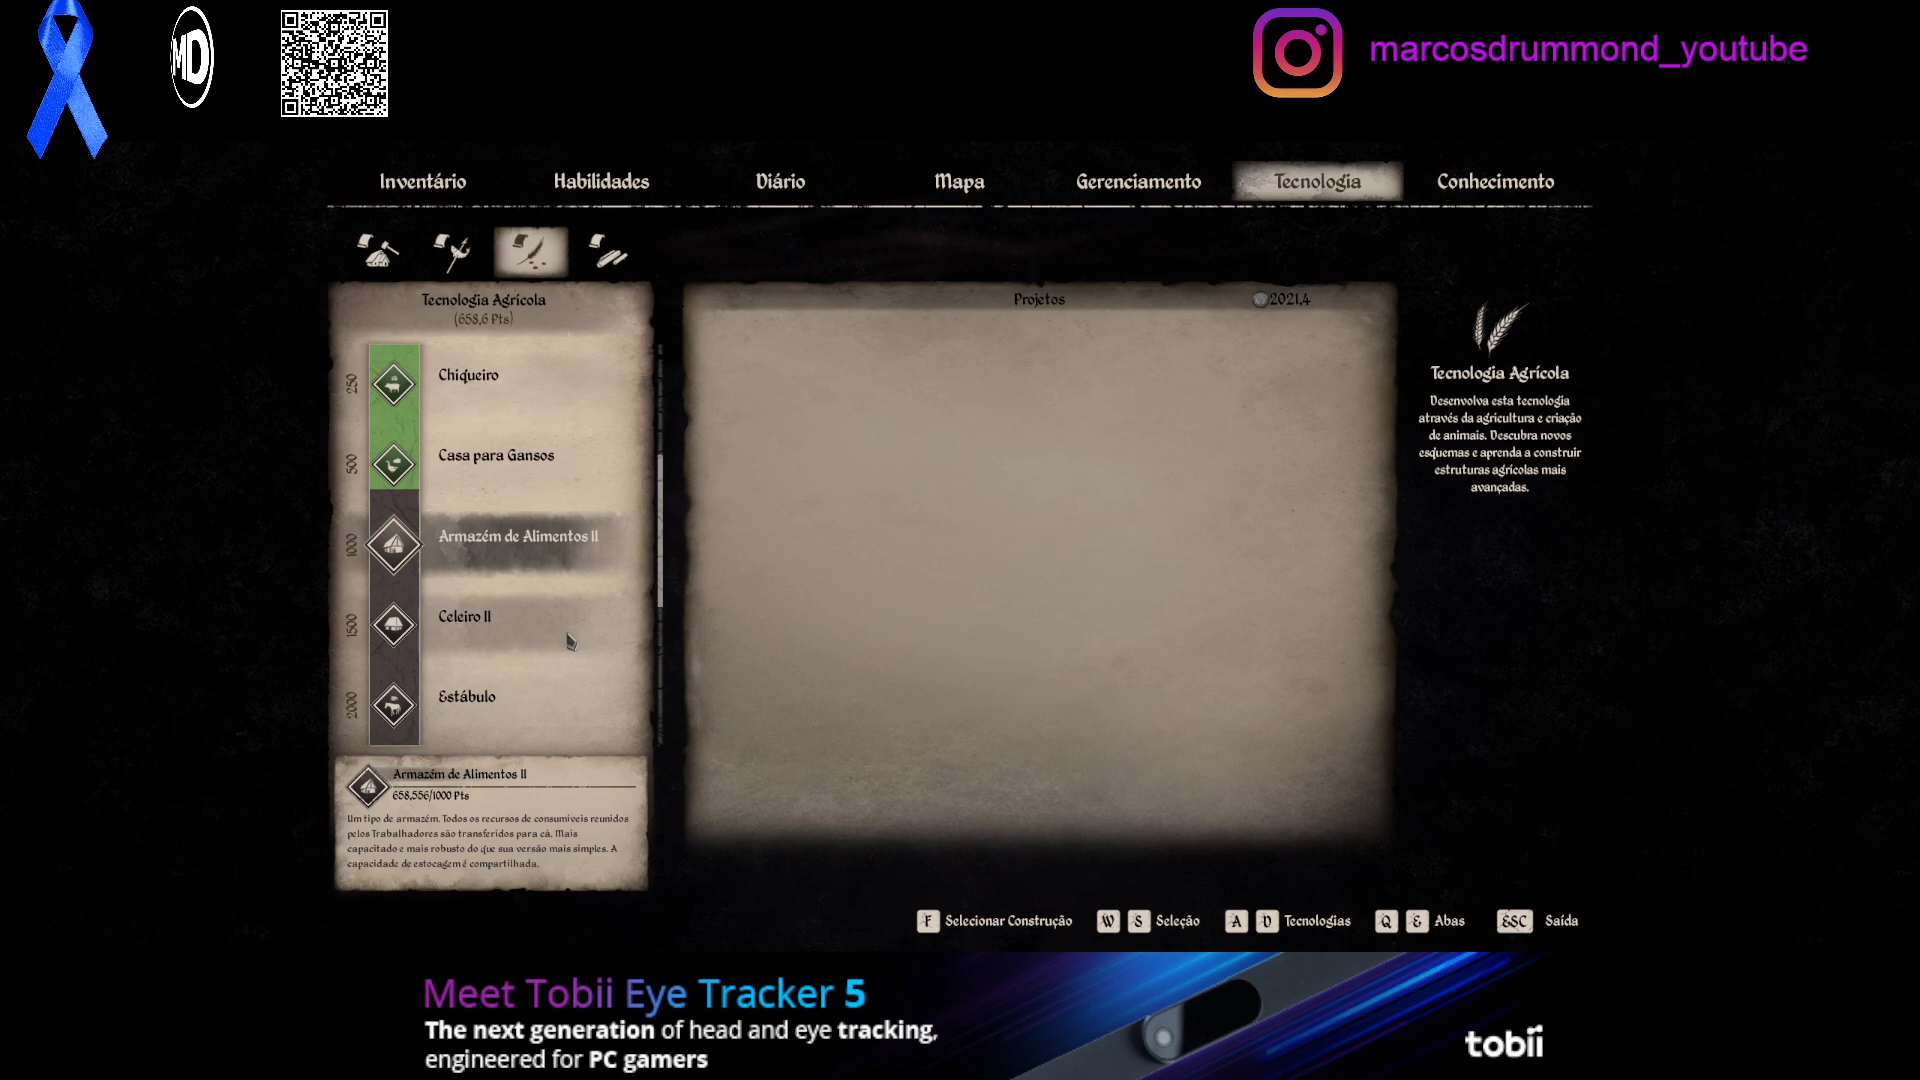 MD
marcosdrummond_youtube
Inventário
Habilidades
Diário
Mapa
Gerenciamento
Tecnologia
Conhecimento
Tecnologia Agrícola
(658,6 Pts)
250
Chiqueiro
500
Casa para Gansos
1000
Armazém de Alimentos II
1500
Celeiro II
2000
Estábulo
Armazém de Alimentos II
658,556/1000 Pts
Um tipo de armazém. Todos os recursos de consumíveis reunidos
pelos Trabalhadores são transferidos para cá. Mais
capacitado e mais robusto do que sua versão mais simples. A
capacidade de estocagem é compartilhada.
Projetos
2021,4
Tecnologia Agrícola
Desenvolva esta tecnologia
através da agricultura e criação
de animais. Descubra novos
esquemas e aprenda a construir
estruturas agrícolas mais
avançadas.
F Selecionar Construção W S Seleção A D Tecnologias Q E Abas ESC Saída
Meet Tobii Eye Tracker 5
The next generation of head and eye tracking,
engineered for PC gamers
tobii